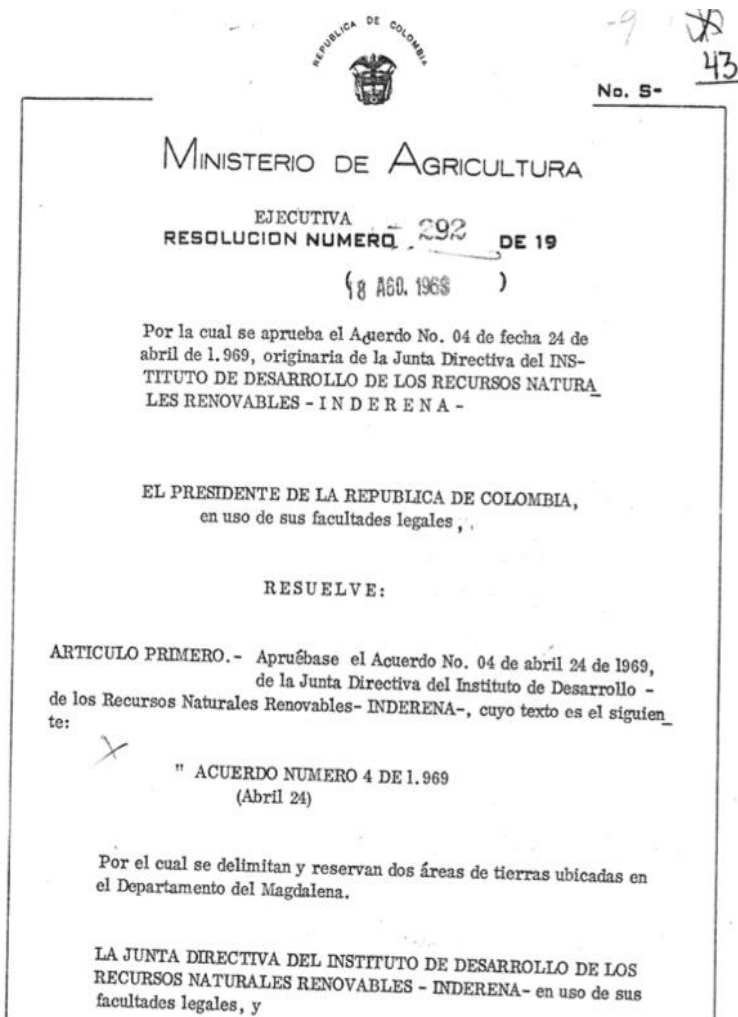 -9
43
REPUBLICA DE COLOMBIA
No. S-
MINISTERIO DE AGRICULTURA
EJECUTIVA
RESOLUCION NUMERO 292 DE 19
( 18 AGO. 1969 )
Por la cual se aprueba el Acuerdo No. 04 de fecha 24 de
abril de 1.969, originaria de la Junta Directiva del INS-
TITUTO DE DESARROLLO DE LOS RECURSOS NATURA_
LES RENOVABLES - I N D E R E N A -
EL PRESIDENTE DE LA REPUBLICA DE COLOMBIA,
en uso de sus facultades legales ,
R E S U E L V E :
ARTICULO PRIMERO.- Apruébase el Acuerdo No. 04 de abril 24 de 1969,
de la Junta Directiva del Instituto de Desarrollo -
de los Recursos Naturales Renovables- INDERENA-, cuyo texto es el siguien_
te:
" ACUERDO NUMERO 4 DE 1.969
(Abril 24)
Por el cual se delimitan y reservan dos áreas de tierras ubicadas en
el Departamento del Magdalena.
LA JUNTA DIRECTIVA DEL INSTITUTO DE DESARROLLO DE LOS
RECURSOS NATURALES RENOVABLES - INDERENA- en uso de sus
facultades legales, y